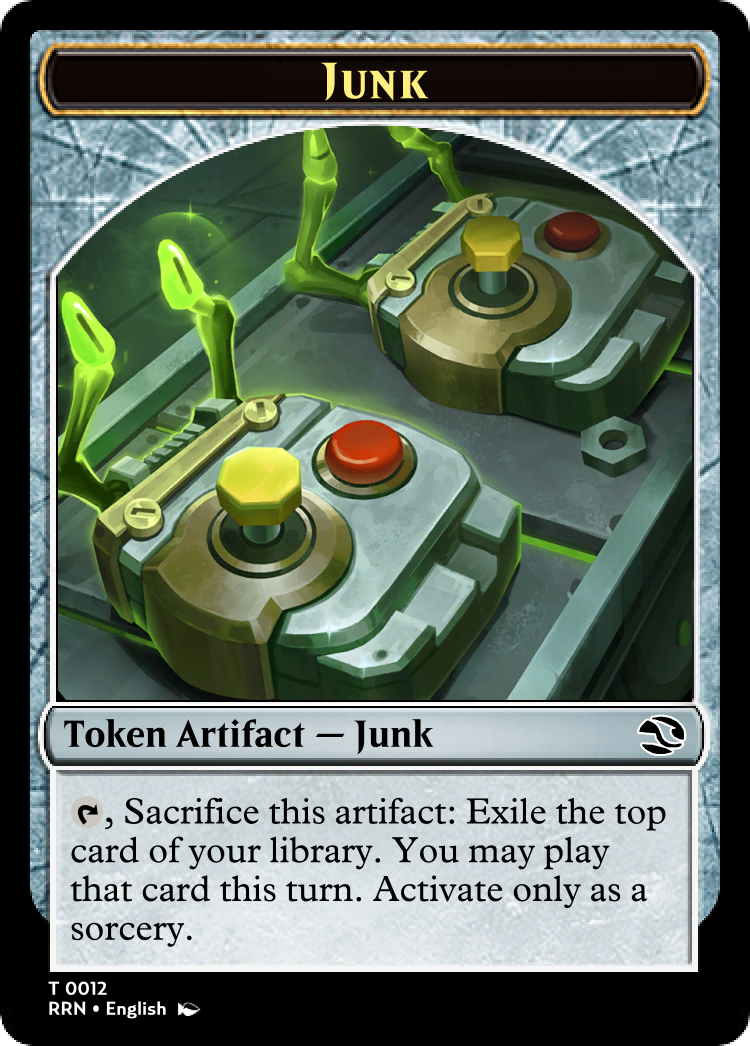 Junk
Token Artifact — Junk
, Sacrifice this artifact: Exile the top
card of your library. You may play
that card this turn. Activate only as a
sorcery.
T 0012
RRN • English